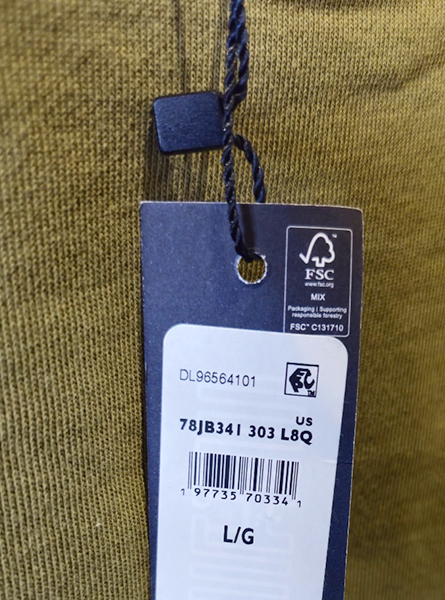 FSC
www.fsc.org
MIX
Packaging | Supporting
responsible forestry
FSC™ C131710
DL96564101
US
78JB341 303 L8Q
1 97735 70334 1
L/G